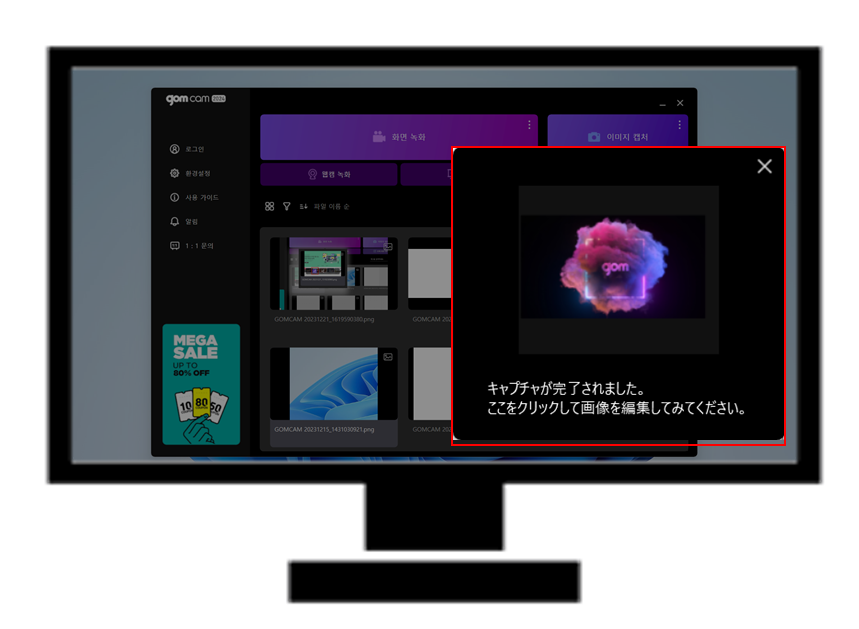 gom cam 2024
화면 녹화
이미지 캡처
로그인
환경설정
사용 가이드
알림
1 : 1 문의
웹캠 녹화
파일 이름 순
GOMCAM 20231221_1619590380.png
GOMCAM 202
GOMCAM 20231215_1431030921.png
GOMCAM 202
MEGA
SALE
UP TO
80% OFF
10 80 50
gom
キャプチャが完了されました。
ここをクリックして画像を編集してみてください。